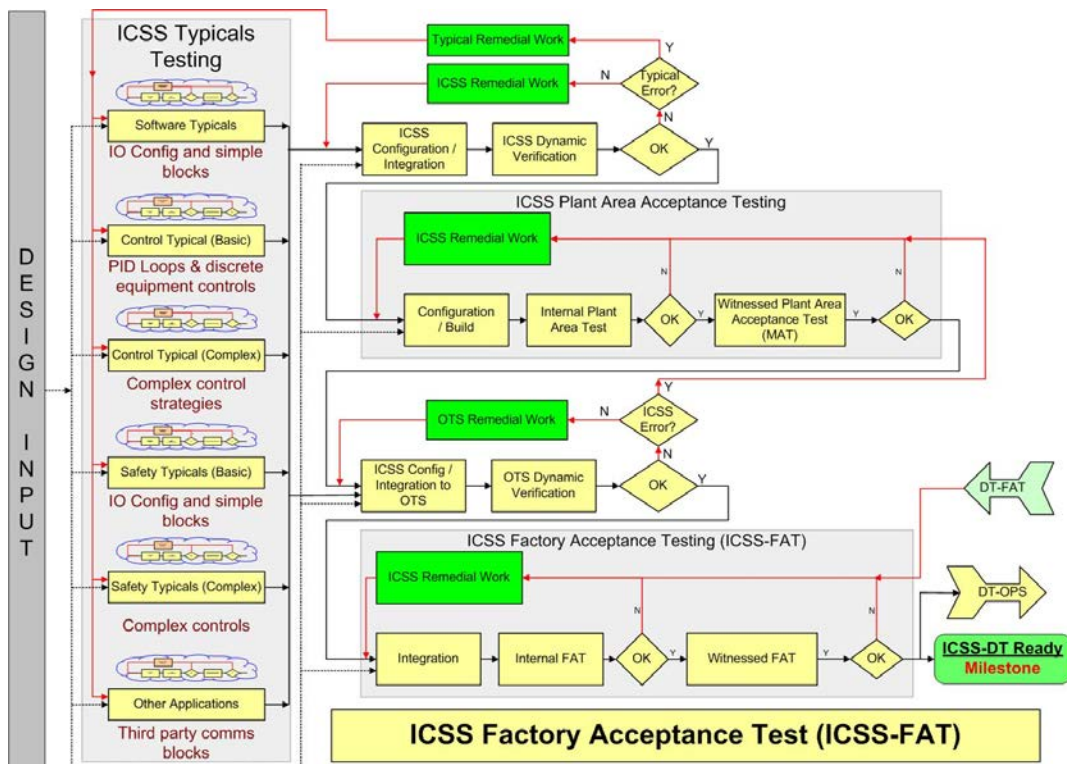 DESIGN INPUT
ICSS Typicals
Testing
Software Typicals
IO Config and simple
blocks
Control Typical (Basic)
PID Loops & discrete
equipment controls
Control Typical (Complex)
Complex control
strategies
Safety Typicals (Basic)
IO Config and simple
blocks
Safety Typicals (Complex)
Complex controls
Other Applications
Third party comms
blocks
Typical Remedial Work
Y
ICSS Remedial Work
N
Typical
Error?
N
ICSS
Configuration /
Integration
ICSS Dynamic
Verification
OK
Y
ICSS Plant Area Acceptance Testing
ICSS Remedial Work
N
N
Configuration
/ Build
Internal Plant
Area Test
OK
Y
Witnessed Plant Area
Acceptance Test
(MAT)
Y
OK
Y
OTS Remedial Work
N
ICSS
Error?
N
ICSS Config /
Integration to
OTS
OTS Dynamic
Verification
OK
Y
DT-FAT
ICSS Factory Acceptance Testing (ICSS-FAT)
ICSS Remedial Work
N
N
DT-OPS
Integration
Internal FAT
OK
Y
Witnessed FAT
Y
OK
ICSS-DT Ready
Milestone
ICSS Factory Acceptance Test (ICSS-FAT)